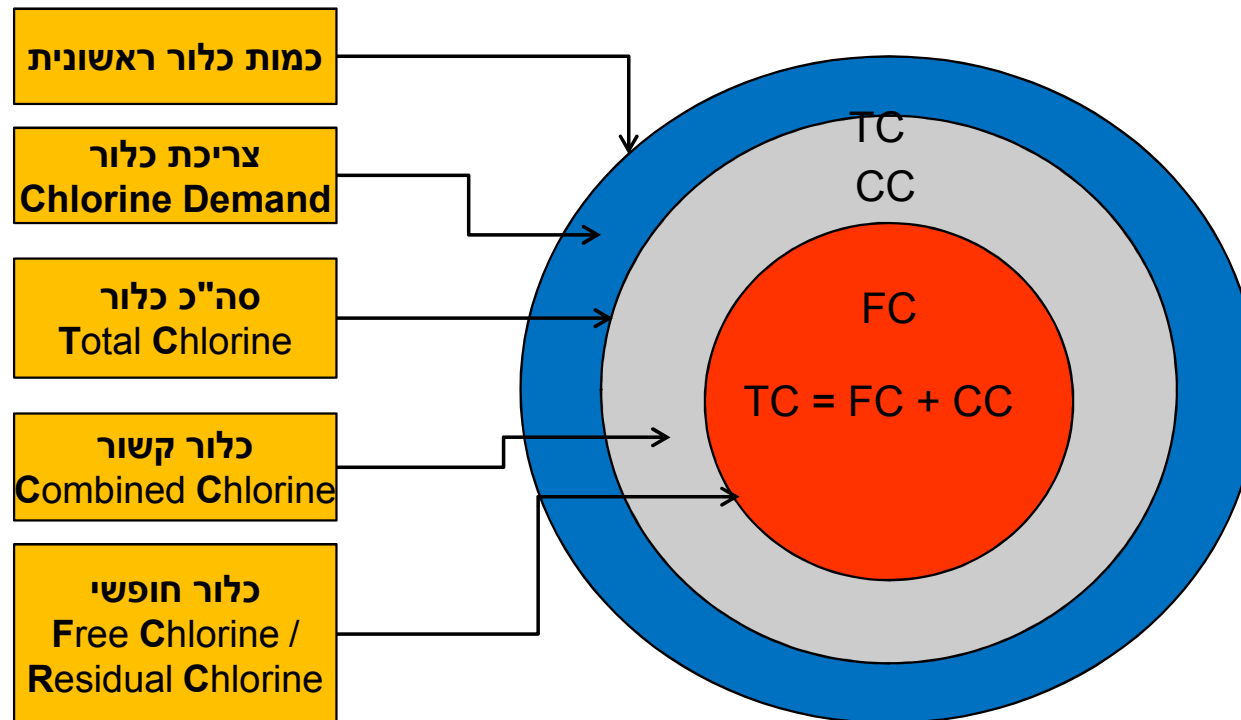 כמות כלור ראשונית
צריכת כלור
Chlorine Demand
סה"כ כלור
Total Chlorine
כלור קשור
Combined Chlorine
כלור חופשי
Free Chlorine /
Residual Chlorine
TC
CC
FC
TC = FC + CC